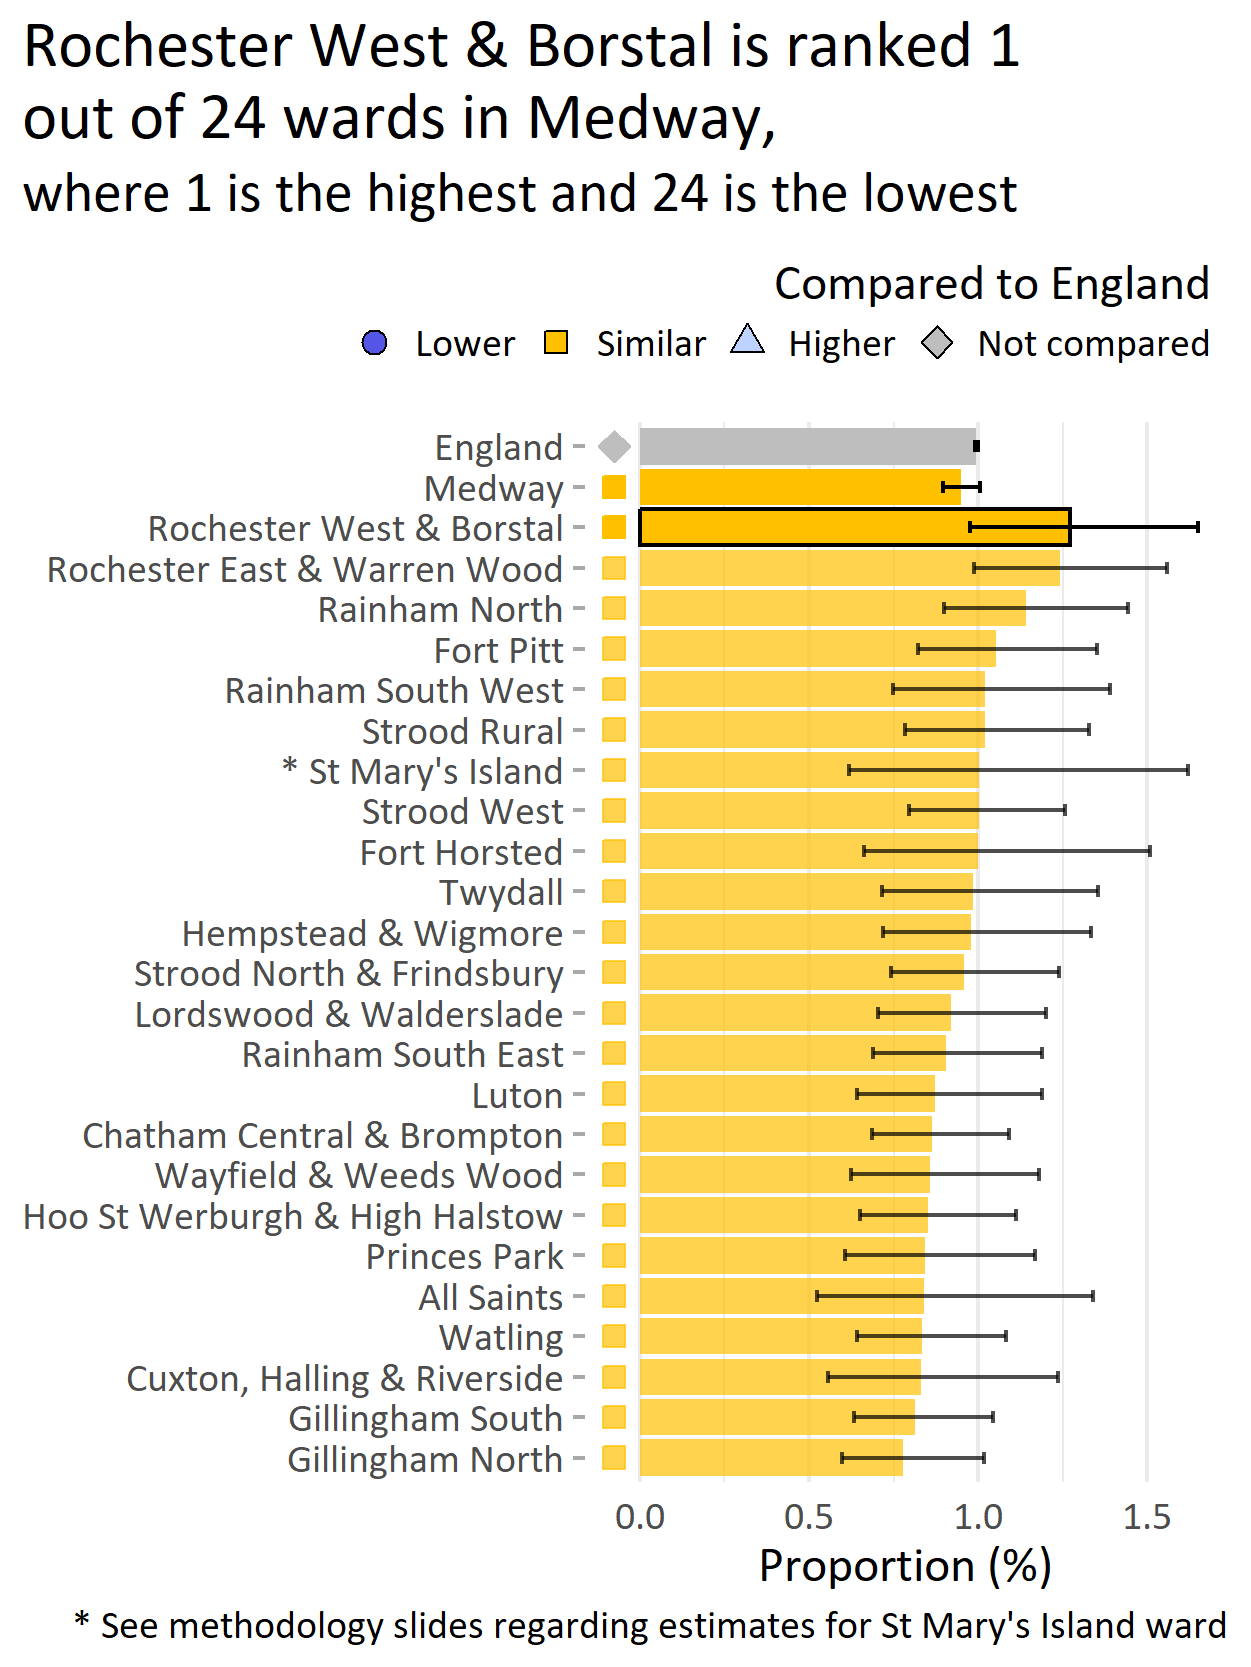 Rochester West & Borstal is ranked 1
out of 24 wards in Medway,
where 1 is the highest and 24 is the lowest
Compared to England
Lower Similar Higher Not compared
England
Medway
Rochester West & Borstal
Rochester East & Warren Wood
Rainham North
Fort Pitt
Rainham South West
Strood Rural
* St Mary's Island
Strood West
Fort Horsted
Twydall
Hempstead & Wigmore
Strood North & Frindsbury
Lordswood & Walderslade
Rainham South East
Luton
Chatham Central & Brompton
Wayfield & Weeds Wood
Hoo St Werburgh & High Halstow
Princes Park
All Saints
Watling
Cuxton, Halling & Riverside
Gillingham South
Gillingham North
0.0 0.5 1.0 1.5
Proportion (%)
* See methodology slides regarding estimates for St Mary's Island ward